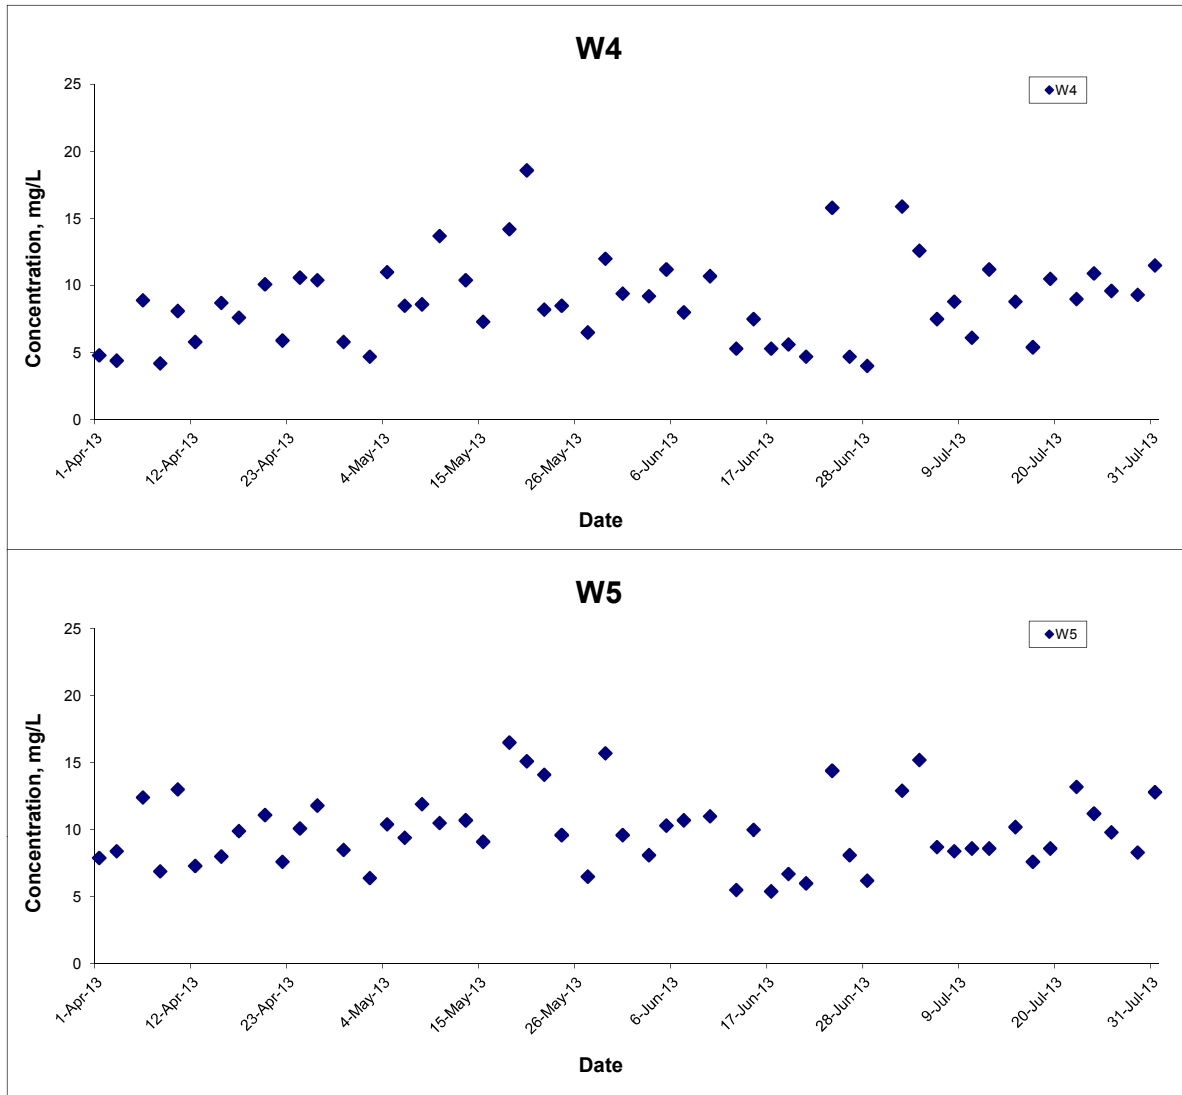 W4
W4
25
20
15
10
5
0
Concentration, mg/L
1-Apr-13 12-Apr-13 23-Apr-13 4-May-13 15-May-13 26-May-13 6-Jun-13 17-Jun-13 28-Jun-13 9-Jul-13 20-Jul-13 31-Jul-13
Date
W5
W5
25
20
15
10
5
0
Concentration, mg/L
1-Apr-13 12-Apr-13 23-Apr-13 4-May-13 15-May-13 26-May-13 6-Jun-13 17-Jun-13 28-Jun-13 9-Jul-13 20-Jul-13 31-Jul-13
Date